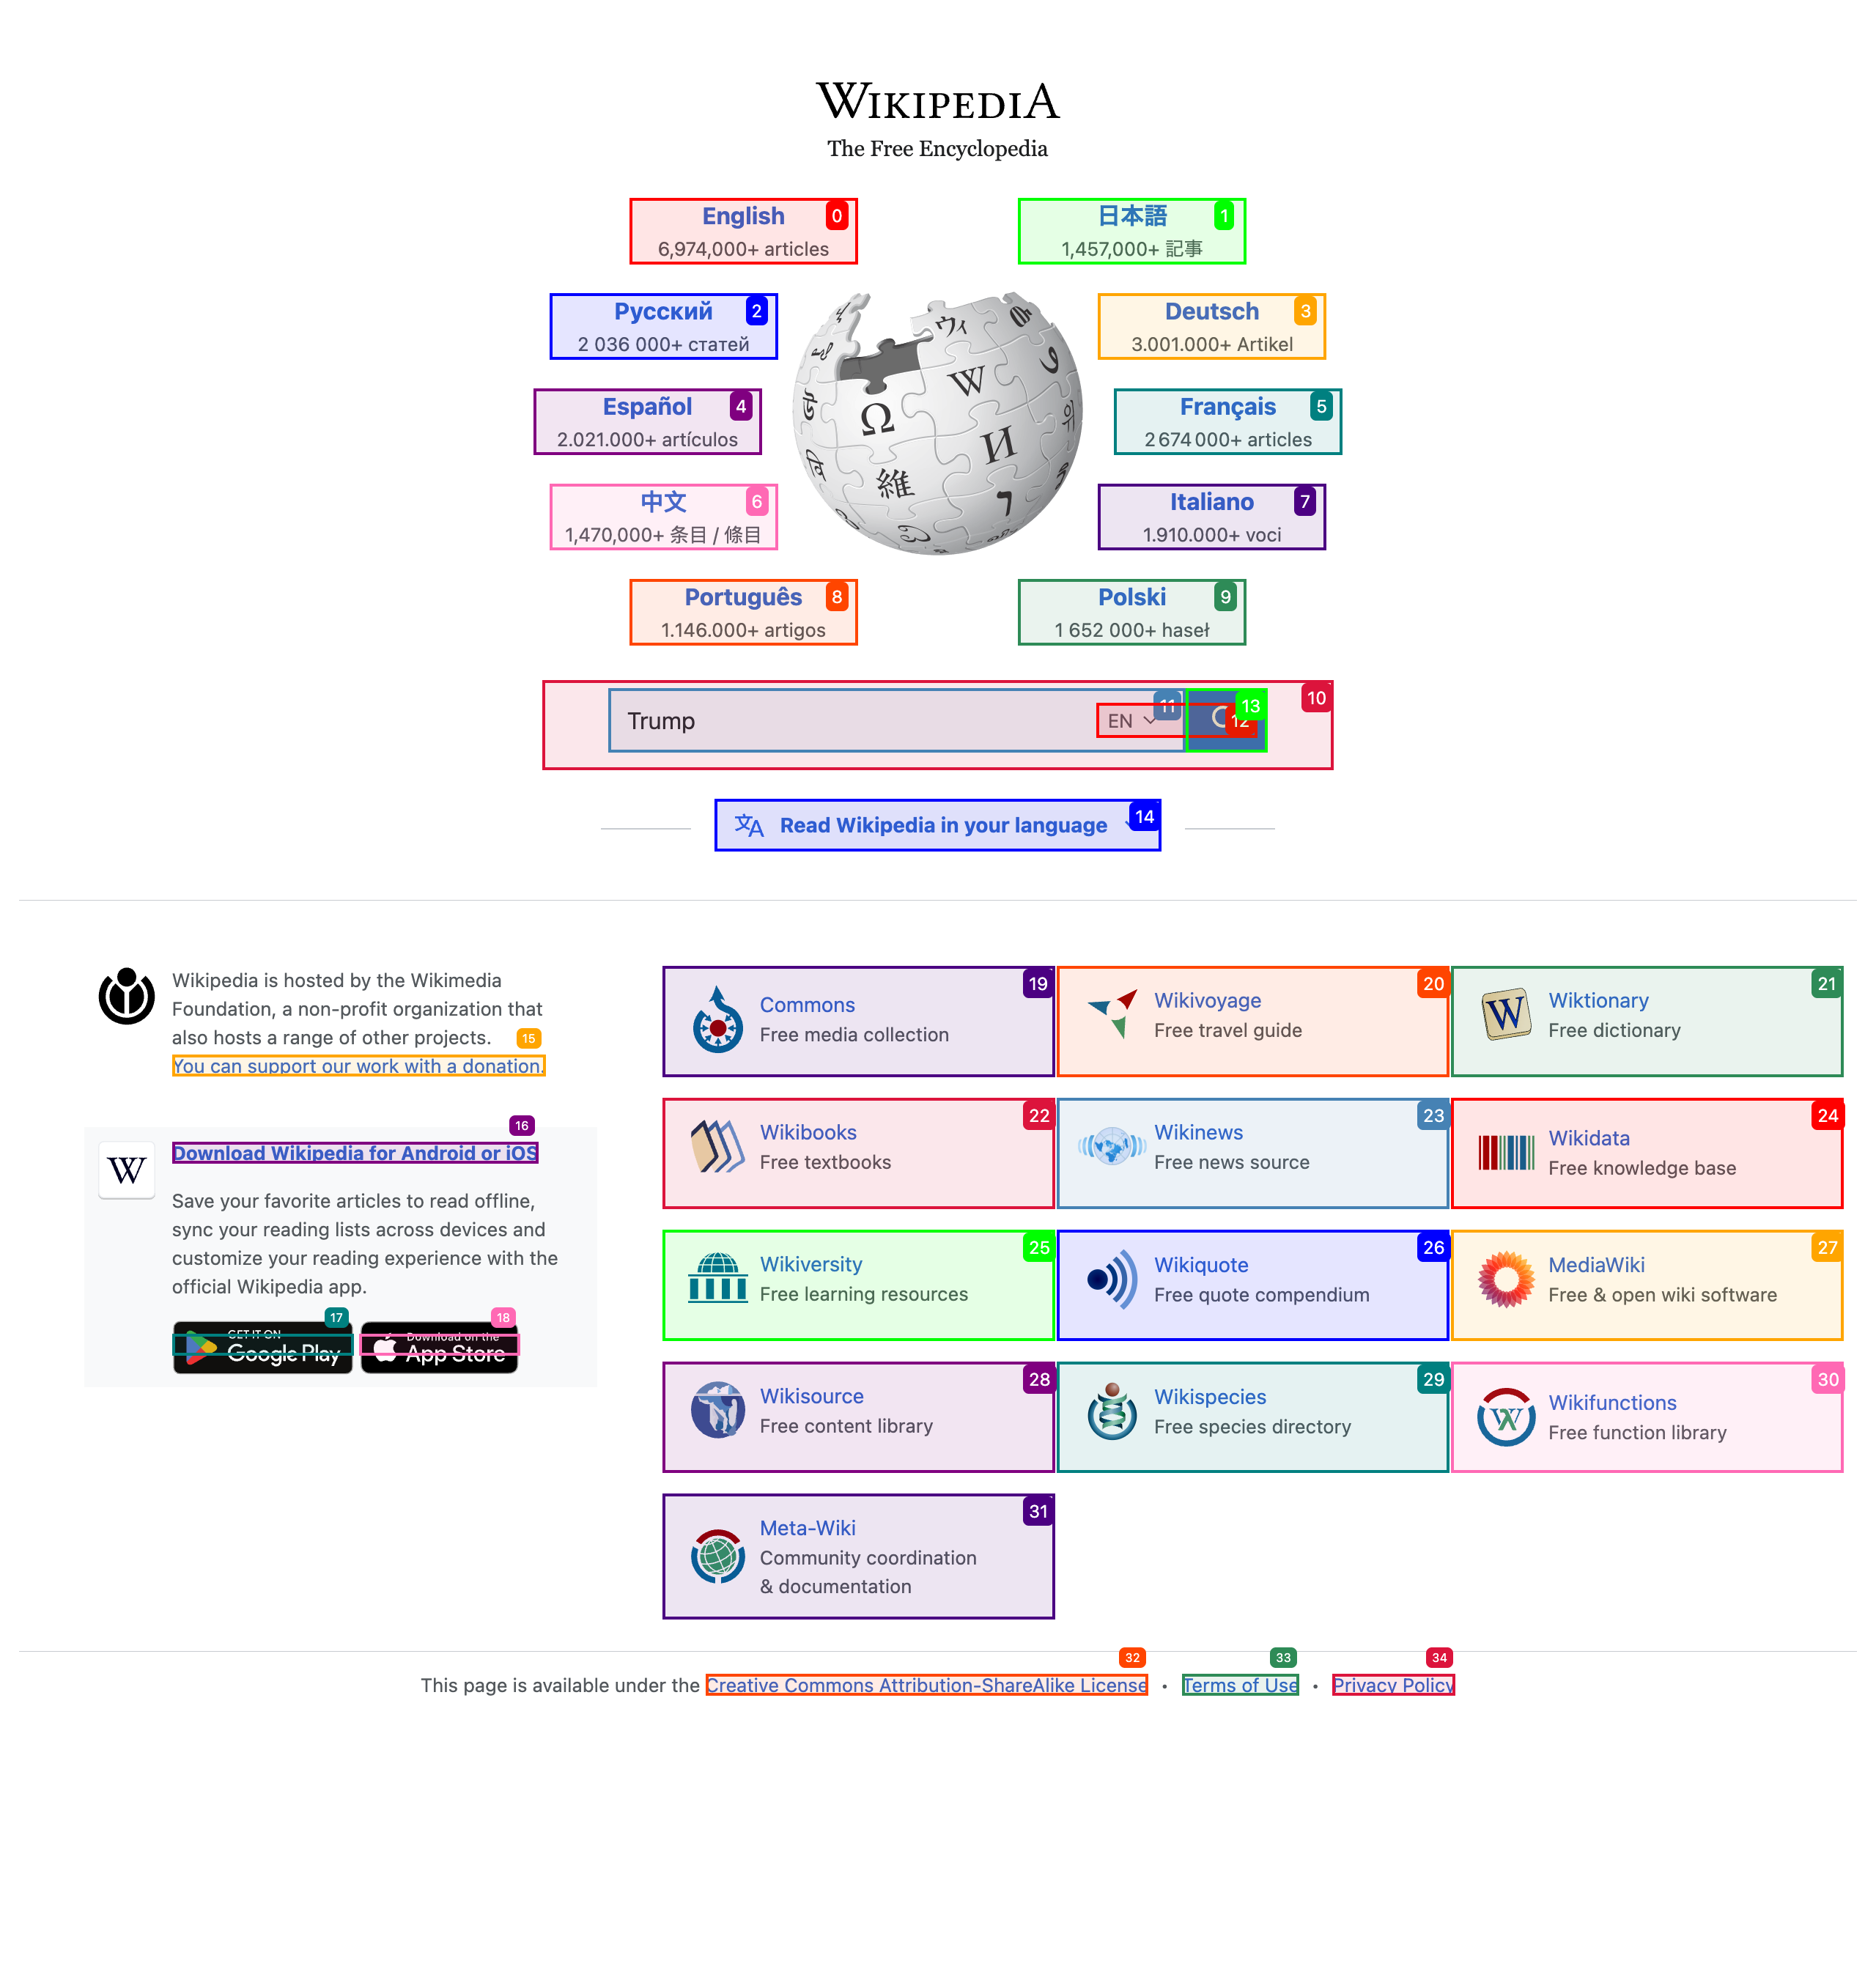 WIKIPEDIA
The Free Encyclopedia
English 0
6,974,000+ articles
日本語 1
1,457,000+ 記事
Русский 2
2 036 000+ статей
Deutsch 3
3.001.000+ Artikel
Español 4
2.021.000+ artículos
Français 5
2 674 000+ articles
中文 6
1,470,000+ 条目 / 條目
Italiano 7
1.910.000+ voci
Português 8
1.146.000+ artigos
Polski 9
1 652 000+ haseł
Ω W И 維 ウィ
10
Trump EN 11 12 13
Read Wikipedia in your language 14
Wikipedia is hosted by the Wikimedia
Foundation, a non-profit organization that
also hosts a range of other projects. 15
You can support our work with a donation.
16
W Download Wikipedia for Android or iOS
Save your favorite articles to read offline,
sync your reading lists across devices and
customize your reading experience with the
official Wikipedia app.
17 18
GET IT ON
Google Play
Download on the
App Store
Commons 19
Free media collection
Wikivoyage 20
Free travel guide
W Wiktionary 21
Free dictionary
Wikibooks 22
Free textbooks
Wikinews 23
Free news source
Wikidata 24
Free knowledge base
Wikiversity 25
Free learning resources
Wikiquote 26
Free quote compendium
MediaWiki 27
Free & open wiki software
Wikisource 28
Free content library
Wikispecies 29
Free species directory
Wikifunctions 30
Free function library
Meta-Wiki 31
Community coordination
& documentation
32 33 34
This page is available under the Creative Commons Attribution-ShareAlike License • Terms of Use • Privacy Policy